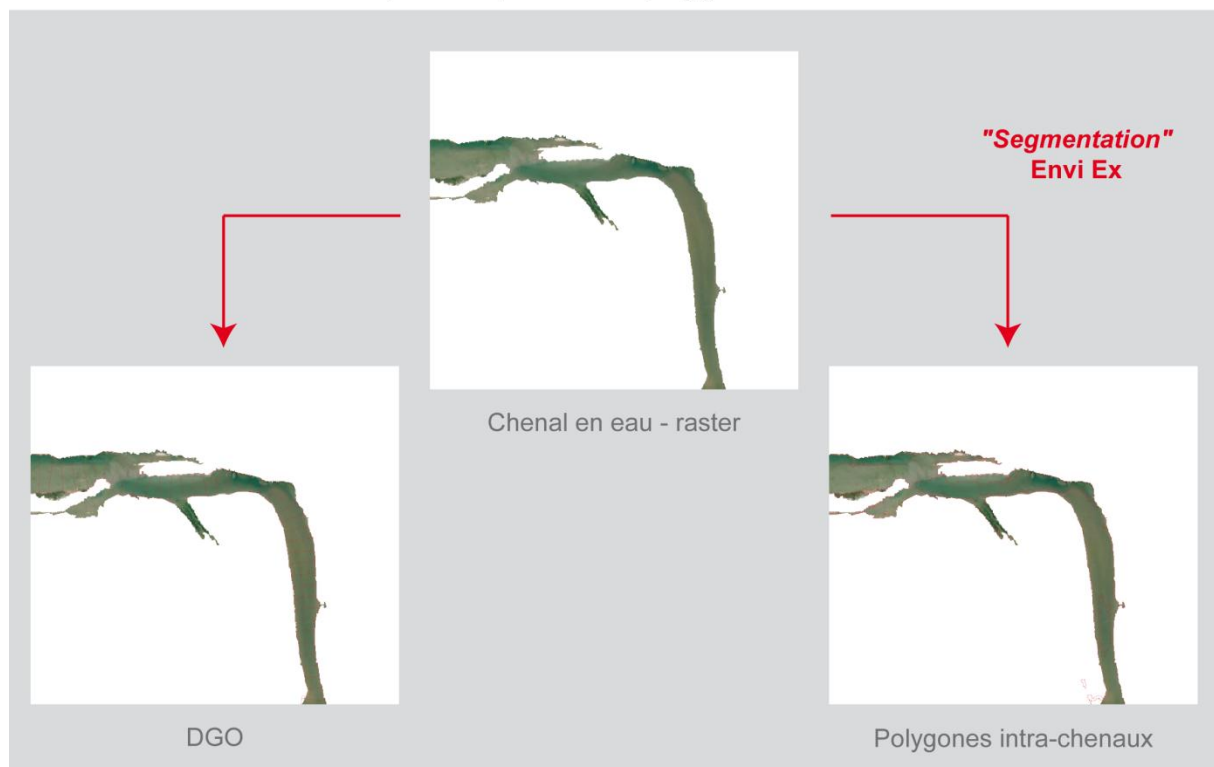 "Segmentation"
Envi Ex
Chenal en eau - raster
DGO
Polygones intra-chenaux